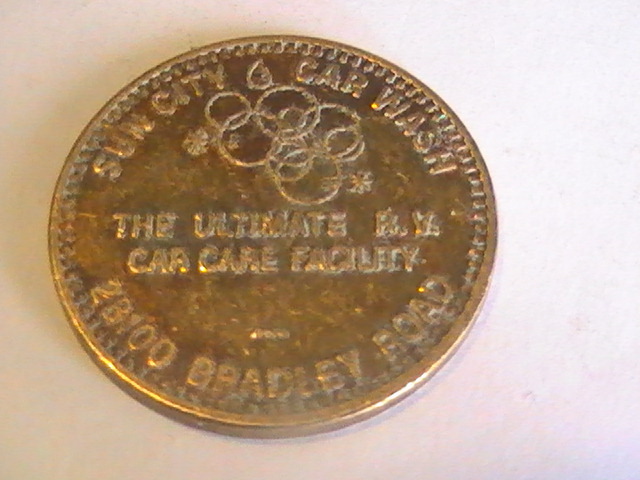 SUN CITY CAR WASH
THE ULTIMATE R.V.
CAR CARE FACILITY
28100 BRADLEY ROAD